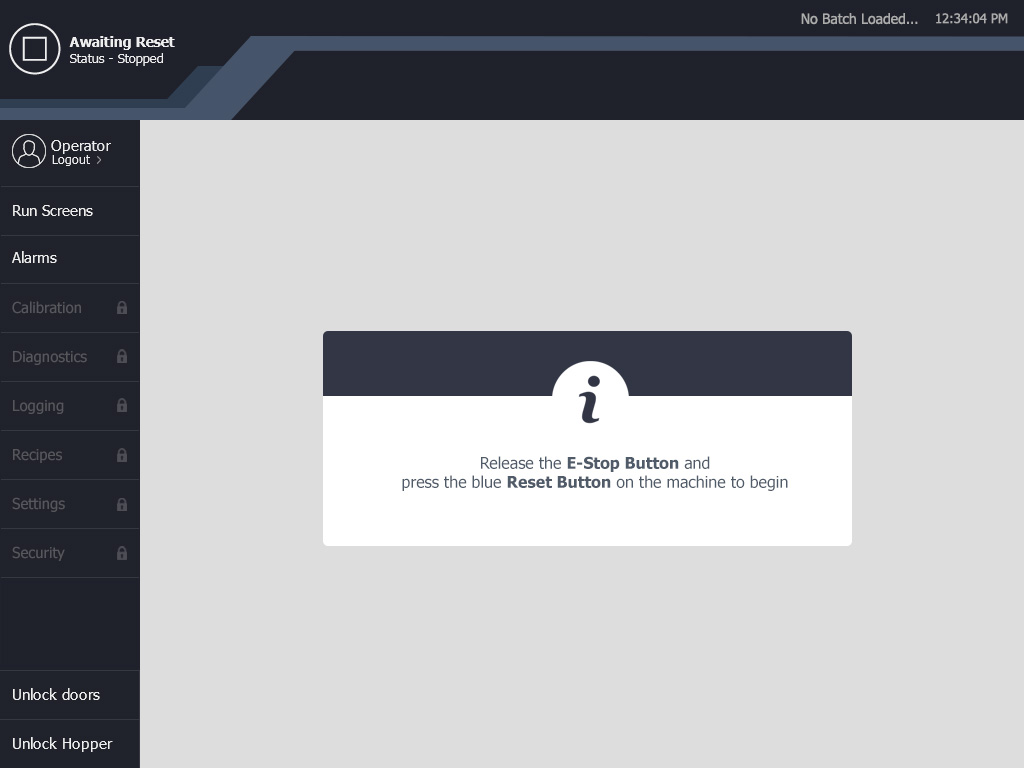 No Batch Loaded... 12:34:04 PM
Awaiting Reset
Status - Stopped
Operator
Logout >
Run Screens
Alarms
Calibration
Diagnostics
Logging
Recipes
Settings
Security
Unlock doors
Unlock Hopper
i
Release the E-Stop Button and
press the blue Reset Button on the machine to begin